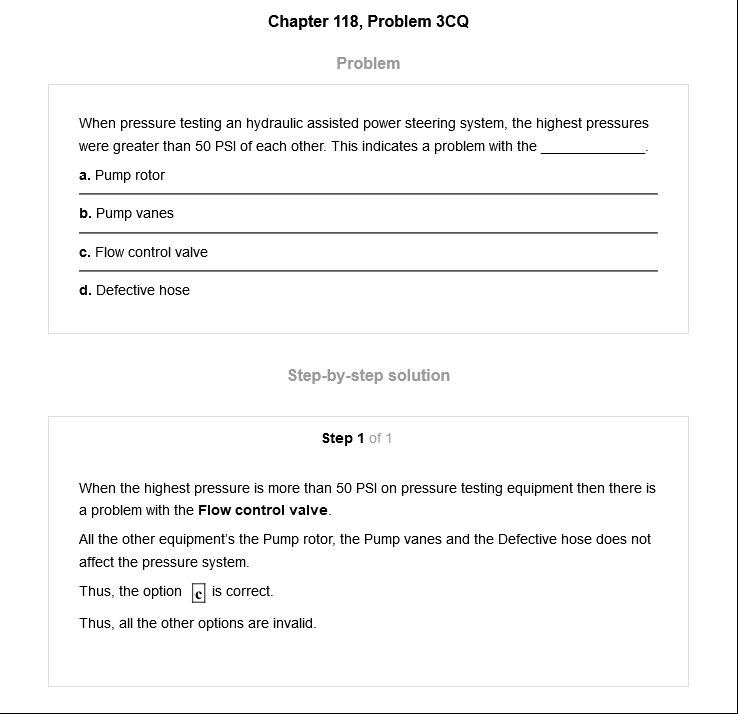 Chapter 118, Problem 3CQ
Problem
When pressure testing an hydraulic assisted power steering system, the highest pressures
were greater than 50 PSI of each other. This indicates a problem with the _____________.
a. Pump rotor
b. Pump vanes
c. Flow control valve
d. Defective hose
Step-by-step solution
Step 1 of 1
When the highest pressure is more than 50 PSI on pressure testing equipment then there is
a problem with the Flow control valve.
All the other equipment's the Pump rotor, the Pump vanes and the Defective hose does not
affect the pressure system.
Thus, the option c is correct.
Thus, all the other options are invalid.